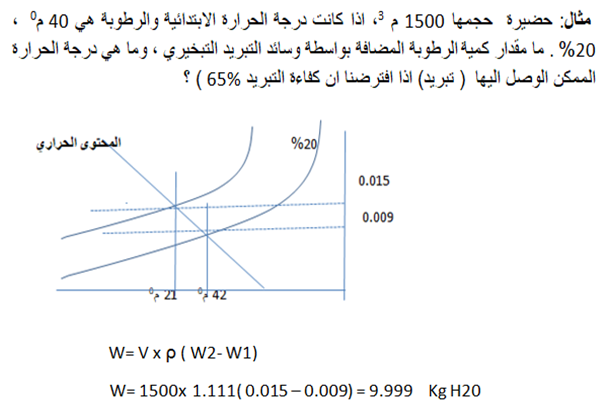 مثال: حضيرة حجمها 1500 م 3، اذا كانت درجة الحرارة الابتدائية والرطوبة هي 40 م0 ،
20% . ما مقدار كمية الرطوبة المضافة بواسطة وسائد التبريد التبخيري ، وما هي درجة الحرارة
الممكن الوصل اليها ( تبريد) اذا افترضنا ان كفاءة التبريد 65% ) ؟
المحتوى الحراري
%20
0.015
0.009
21 م0
42 م0
W= V x ρ ( W2- W1)
W= 1500x 1.111( 0.015 – 0.009) = 9.999 Kg H20